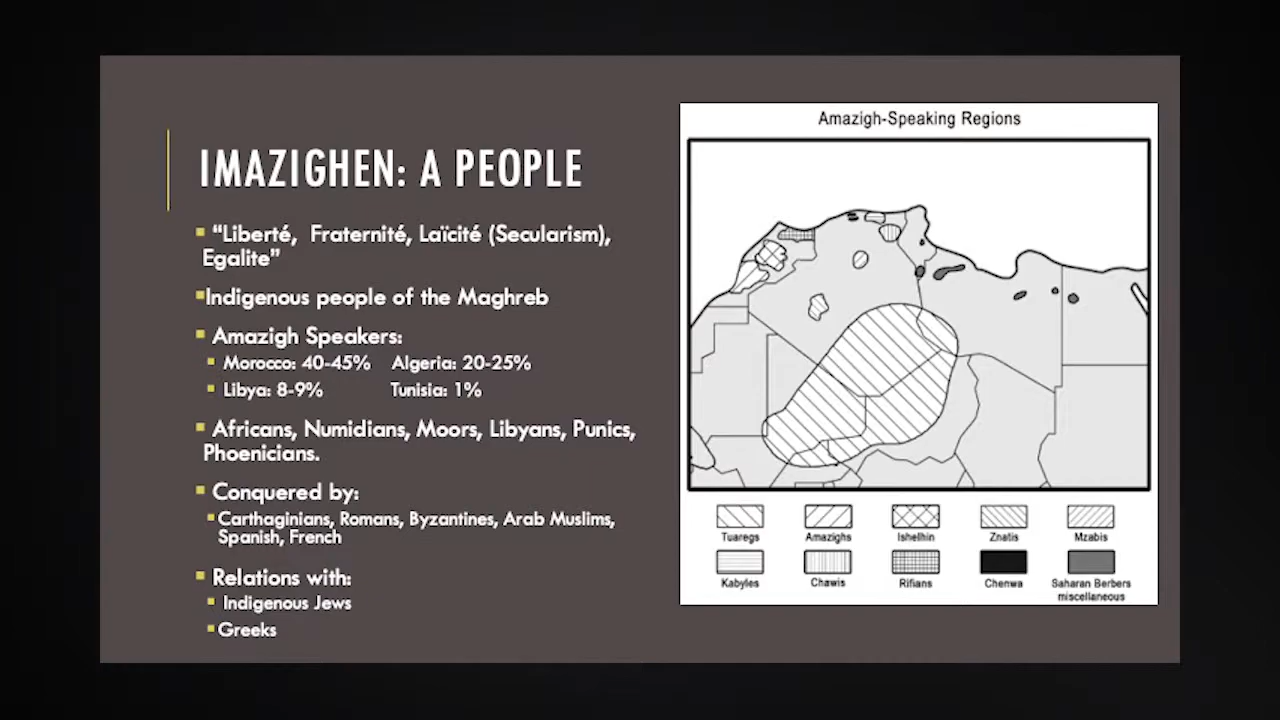 IMAZIGHEN: A PEOPLE
“Liberté, Fraternité, Laïcité (Secularism),
Egalite”
Indigenous people of the Maghreb
Amazigh Speakers:
Morocco: 40-45% Algeria: 20-25%
Libya: 8-9% Tunisia: 1%
Africans, Numidians, Moors, Libyans, Punics,
Phoenicians.
Conquered by:
Carthaginians, Romans, Byzantines, Arab Muslims,
Spanish, French
Relations with:
Indigenous Jews
Greeks
Amazigh-Speaking Regions
Tuaregs Amazighs Ishelhin Znatis Mzabis
Kabyles Chawis Rifians Chenwa Saharan Berbers
miscellaneous